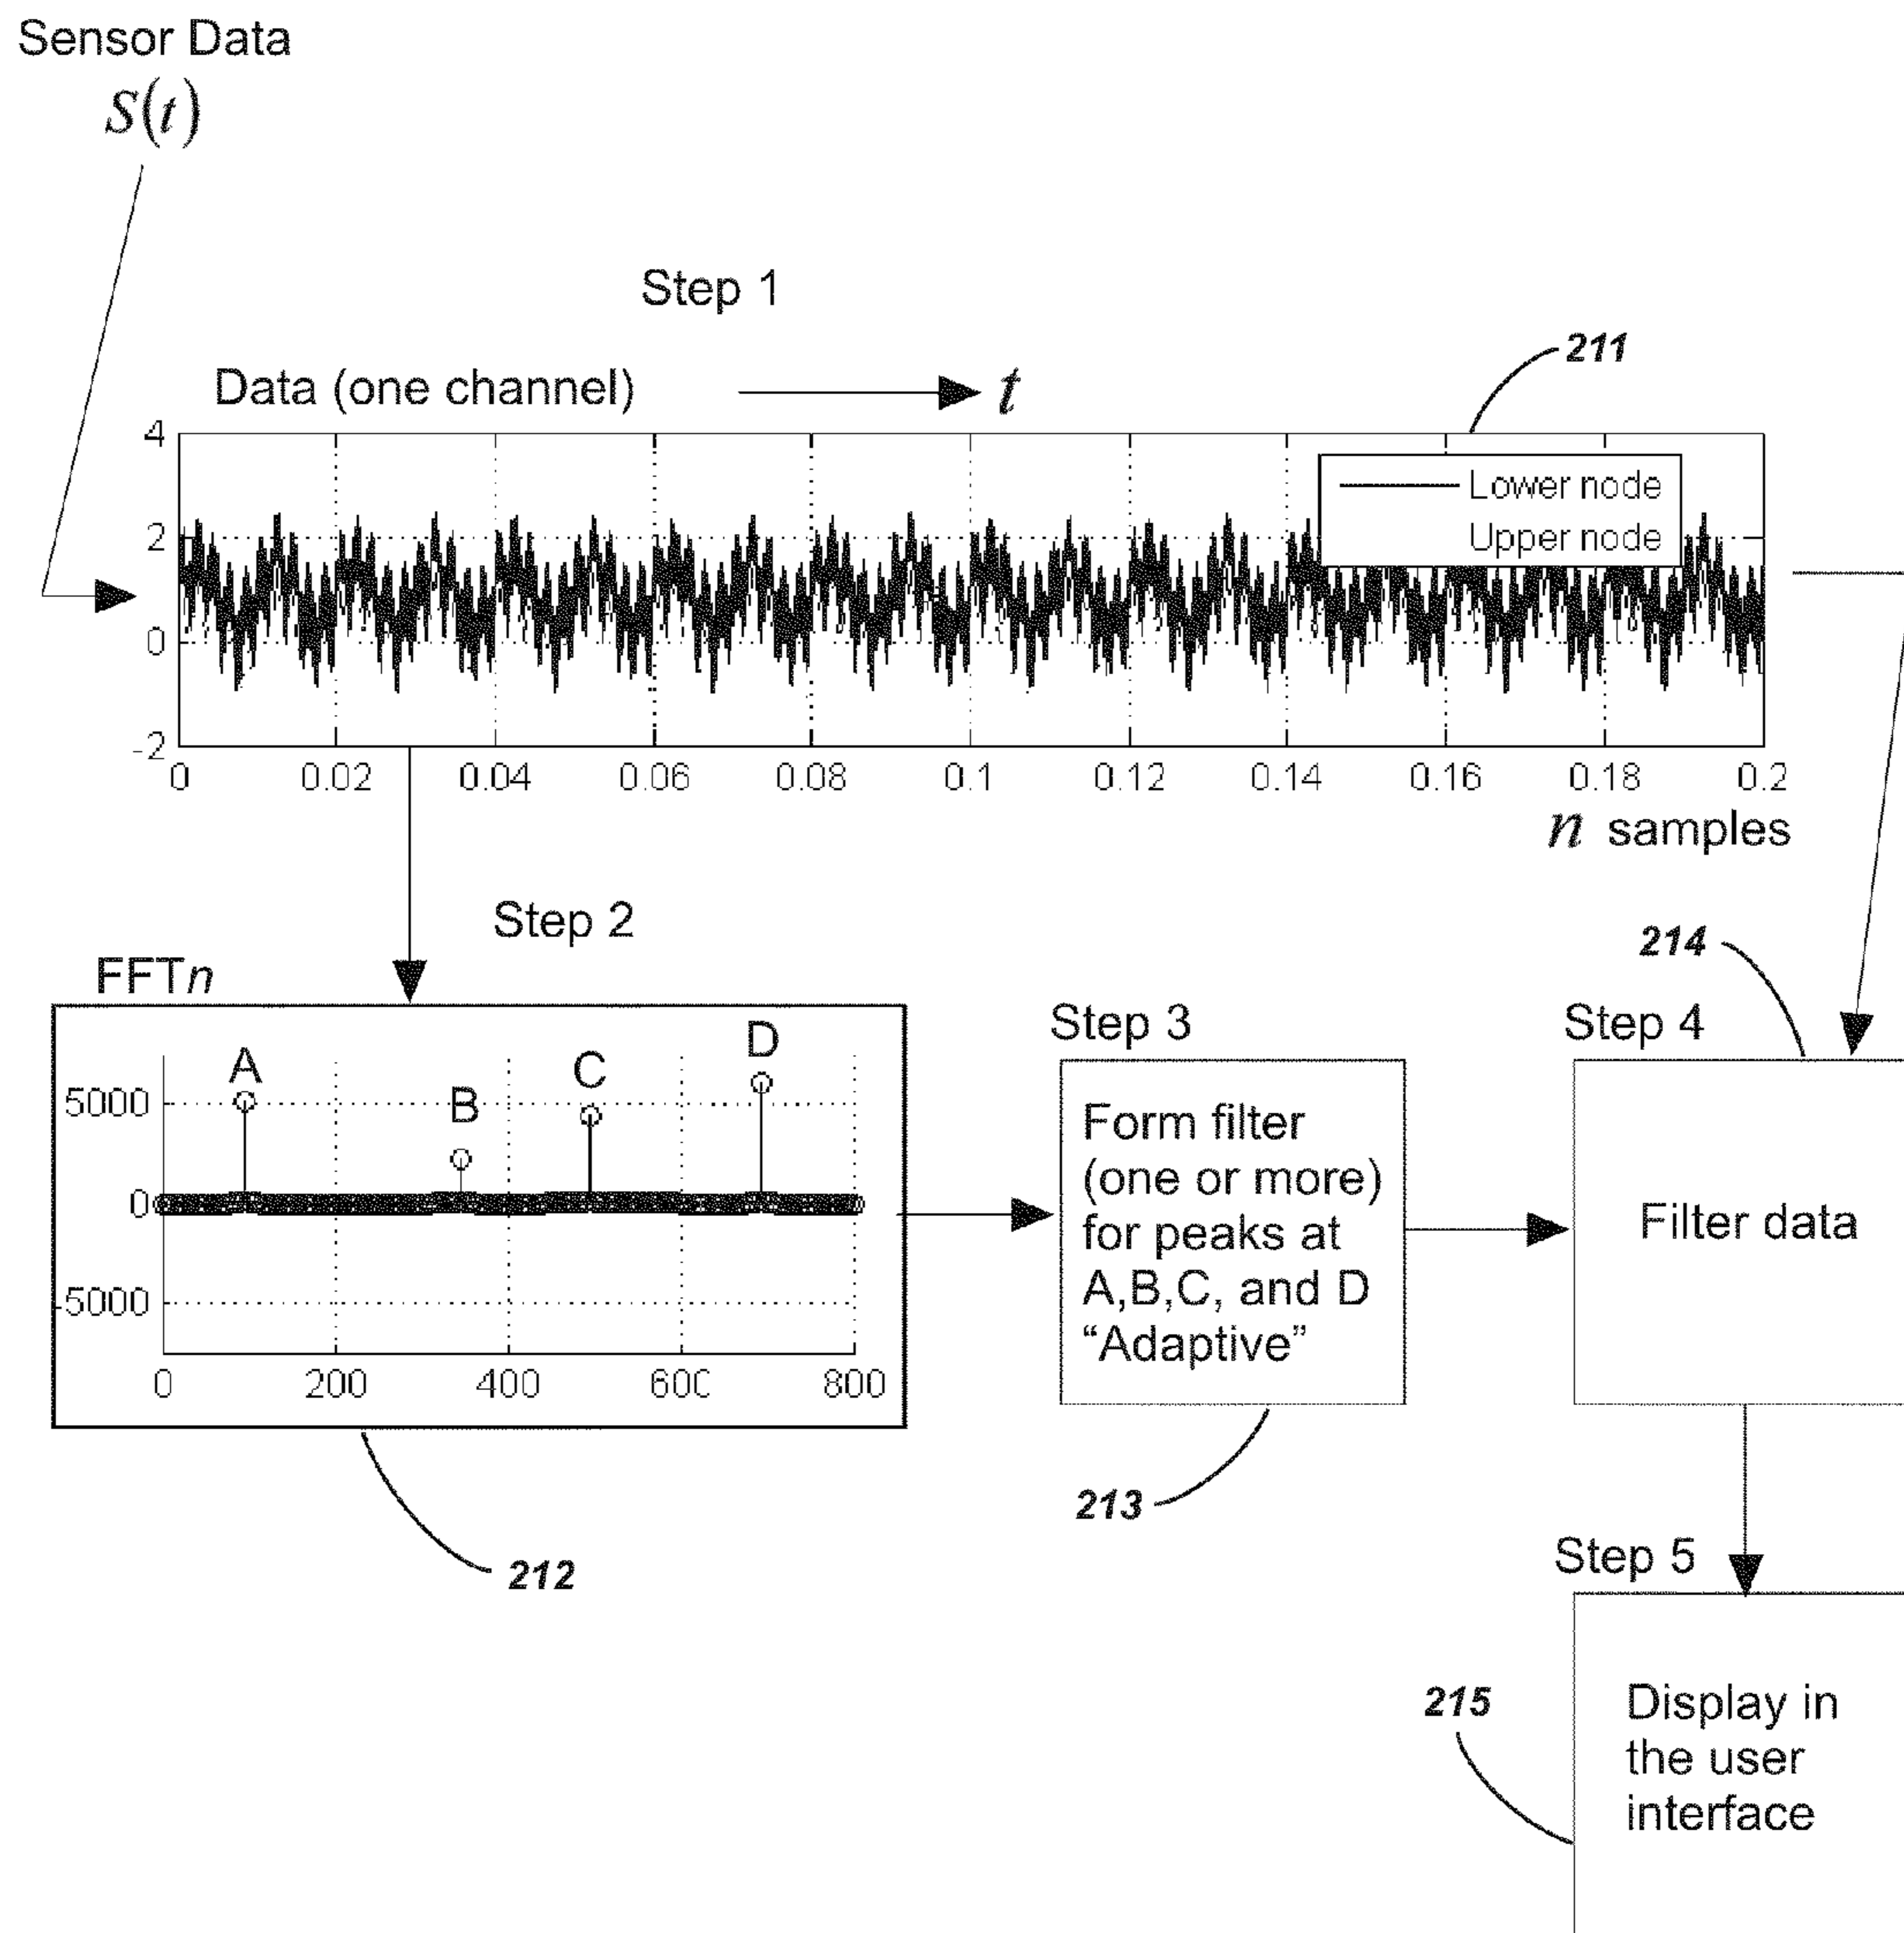 Sensor Data
S(t)
Step 1
211
Data (one channel) t
4
2
0
-2
Lower node
Upper node
0 0.02 0.04 0.06 0.08 0.1 0.12 0.14 0.16 0.18 0.2
n samples
Step 2
FFTn
214
A B C D
5000
0
-5000
0 200 400 600 800
212
Step 3
Form filter
(one or more)
for peaks at
A,B,C, and D
“Adaptive”
213
Step 4
Filter data
Step 5
215
Display in
the user
interface